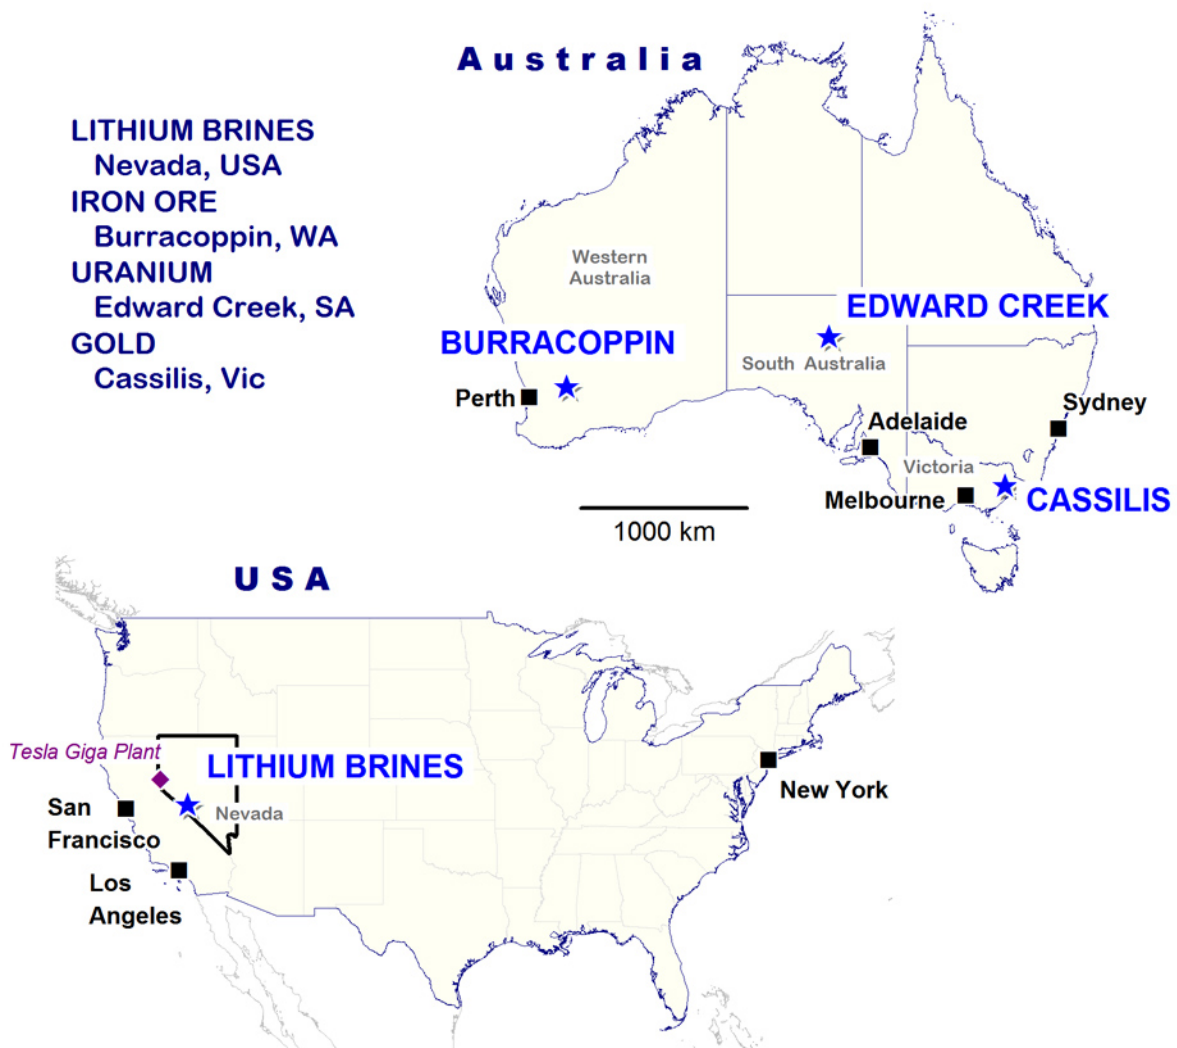 Australia
LITHIUM BRINES
Nevada, USA
IRON ORE
Burracoppin, WA
URANIUM
Edward Creek, SA
GOLD
Cassilis, Vic
Western
Australia
EDWARD CREEK
BURRACOPPIN
South Australia
Perth
Sydney
Adelaide
Victoria
Melbourne
CASSILIS
1000 km
USA
Tesla Giga Plant
LITHIUM BRINES
New York
San
Francisco
Nevada
Los
Angeles